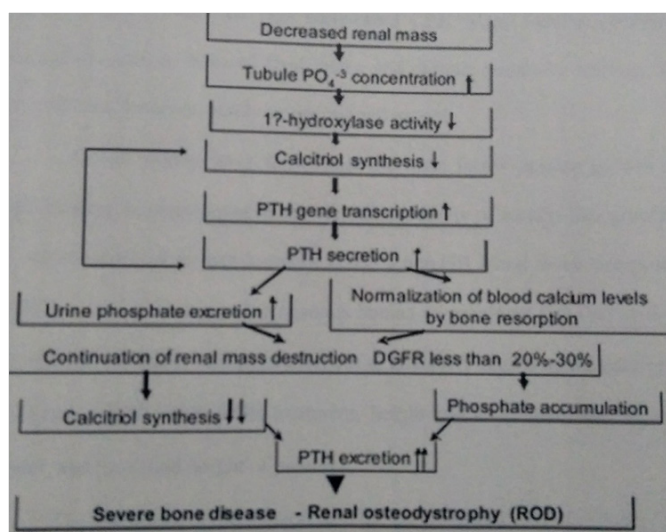 Decreased renal mass
Tubule PO₄⁻³ concentration ↑
1?-hydroxylase activity ↓
Calcitriol synthesis ↓
PTH gene transcription ↑
PTH secretion ↑
Urine phosphate excretion ↑
Normalization of blood calcium levels
by bone resorption
Continuation of renal mass destruction DGFR less than 20%-30%
Calcitriol synthesis ↓↓
Phosphate accumulation
PTH excretion ↑↑
Severe bone disease - Renal osteodystrophy (ROD)